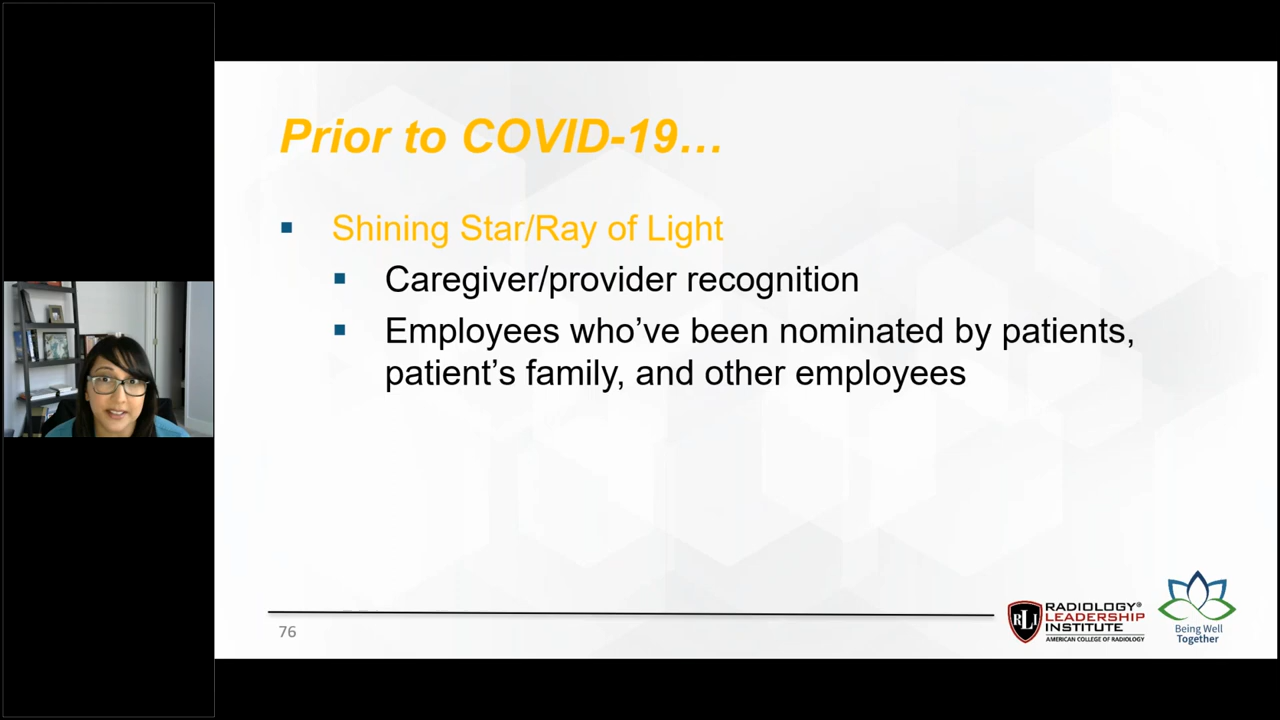 Prior to COVID-19…
Shining Star/Ray of Light
Caregiver/provider recognition
Employees who’ve been nominated by patients,
patient’s family, and other employees
76
RLI
RADIOLOGY®
LEADERSHIP
INSTITUTE
AMERICAN COLLEGE OF RADIOLOGY
Being Well
Together